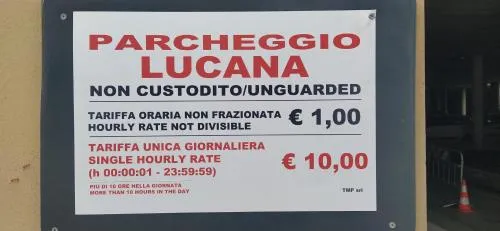 PARCHEGGIO
LUCANA
NON CUSTODITO/UNGUARDED
TARIFFA ORARIA NON FRAZIONATA
HOURLY RATE NOT DIVISIBLE
€ 1,00
TARIFFA UNICA GIORNALIERA
SINGLE HOURLY RATE
(h 00:00:01 - 23:59:59)
€ 10,00
PIU DI 10 ORE NELLA GIORNATA
MORE THAN 10 HOURS IN THE DAY
TMP srl